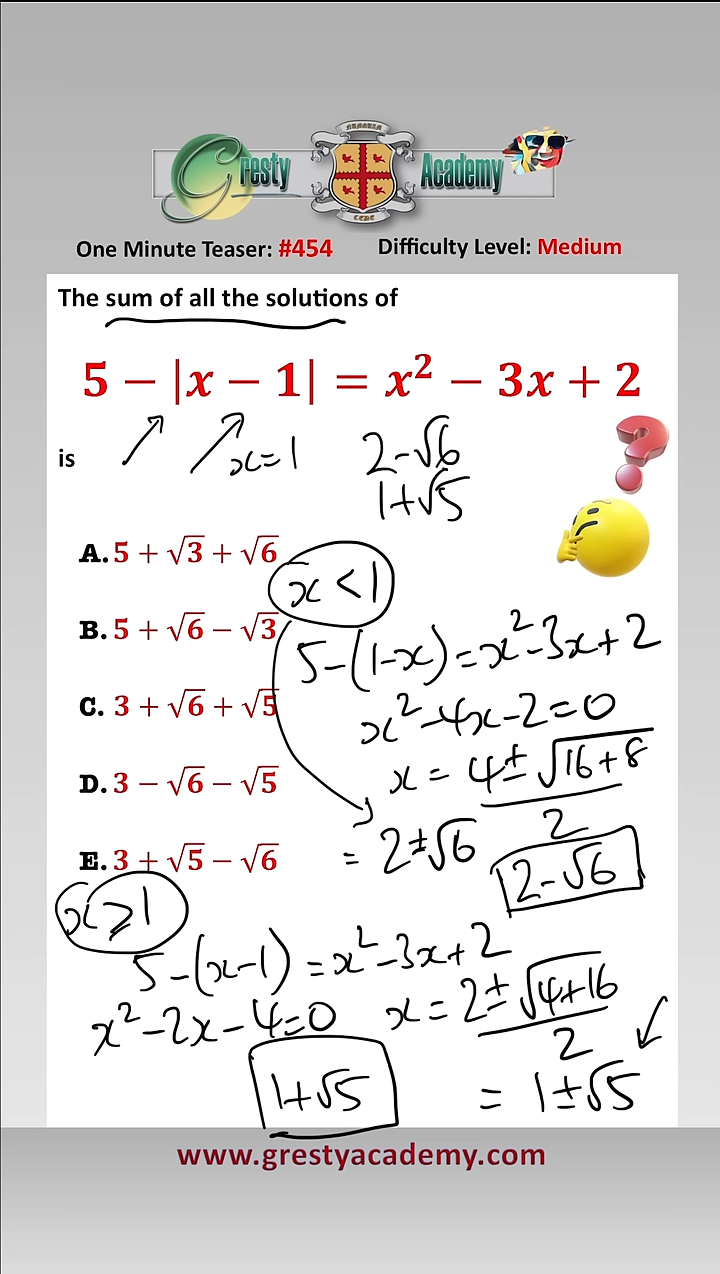 NUMQUAM
Gresty Academy
CEDE
One Minute Teaser: #454 Difficulty Level: Medium
The sum of all the solutions of
5 − |x − 1| = x² − 3x + 2
is
x=1
2-√6
1+√5
A. 5 + √3 + √6
x < 1
B. 5 + √6 − √3
5-(1-x)=x²-3x+2
C. 3 + √6 + √5
x²-4x-2=0
D. 3 − √6 − √5
x = (4±√(16+8))/2
E. 3 + √5 − √6
= 2±√6
2-√6
x⩾1
5-(x-1)=x²-3x+2
x²-2x-4=0
x=(2±√(4+16))/2
1+√5
= 1±√5
www.grestyacademy.com